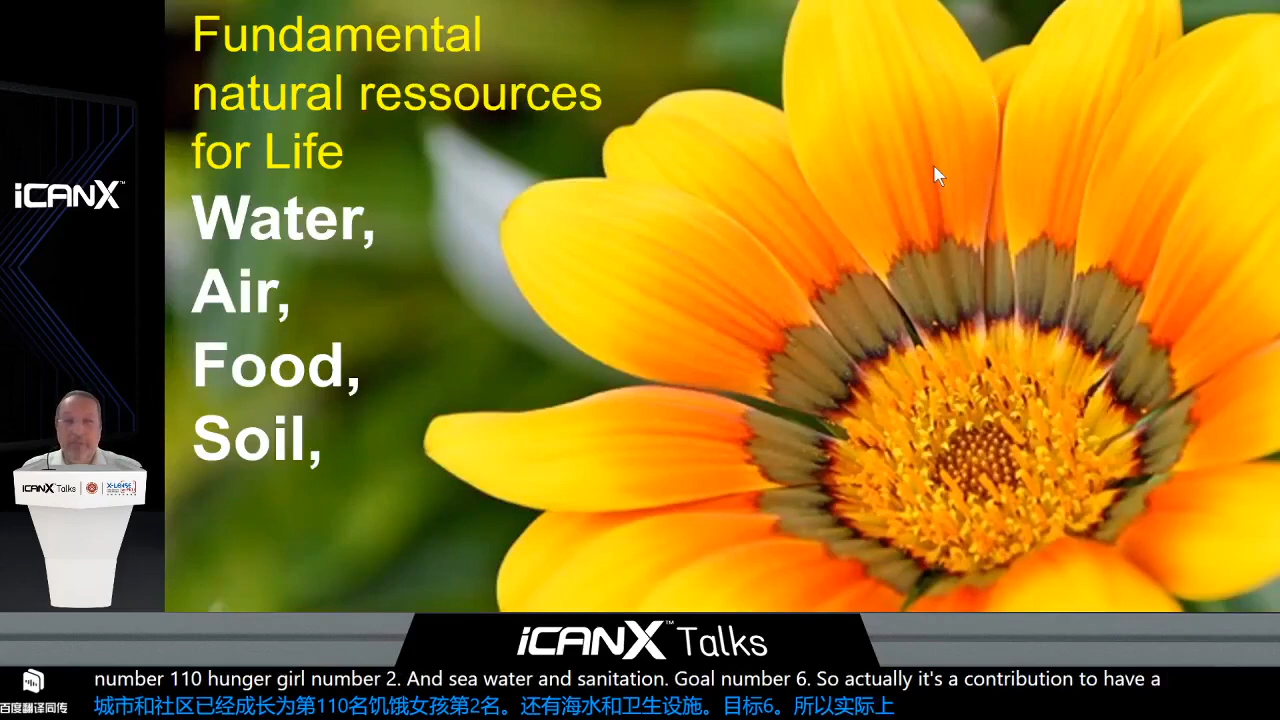 Fundamental
natural ressources
for Life
Water,
Air,
Food,
Soil,
iCANX™
iCANX Talks
iCANX™ Talks
number 110 hunger girl number 2. And sea water and sanitation. Goal number 6. So actually it's a contribution to have a
百度翻译同传
城市和社区已经成长为第110名饥饿女孩第2名。还有海水和卫生设施。目标6。所以实际上